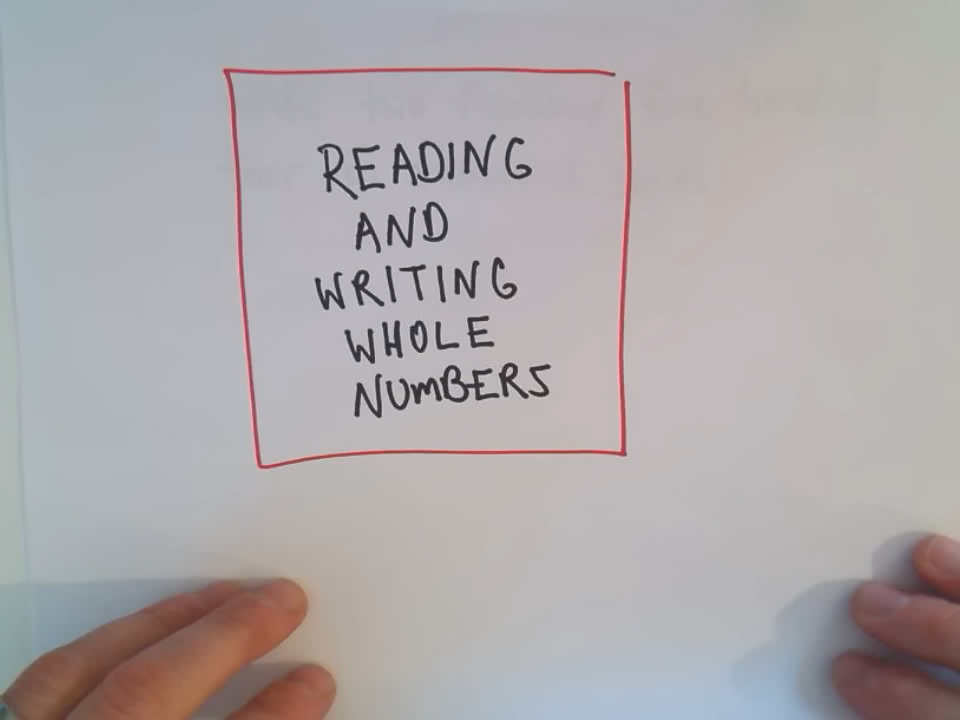 READING
AND
WRITING
WHOLE
NUMBERS